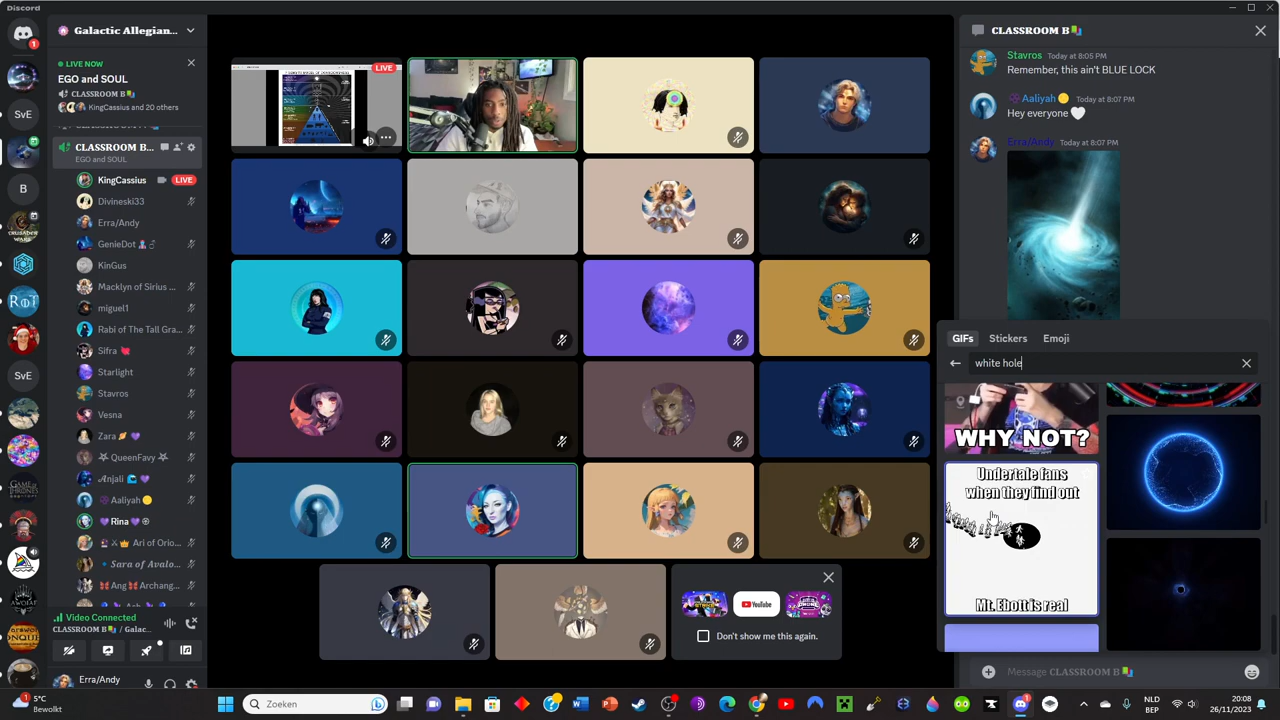 Discord
Galactic Allegian...
LIVE NOW
EGO and SOUL
CLASSROOM B
KingCassius and 20 others
CLASSROOM B...
EGO and SOUL
KingCassius
LIVE
Divineski33
Erra/Andy
GenieDot
KinGus
Macklyn of Sirius ...
miguel1
Rabi of The Tall Gra...
Sifra
Starlight
Stavros
Vesna
Zara
QueenFavy
Anjali
Aaliyah
Rina
Ari of Orio...
Sara of Avalo...
Ang Archang...
Video Connected
CLASSROOM B / Galac...
Erra/Andy
SvE
B
RoT
SvE
LIVE
YouTube
Don't show me this again.
CLASSROOM B
Stavros Today at 8:05 PM
Remember, this ain't BLUE LOCK
Aaliyah Today at 8:07 PM
Hey everyone
Erra/Andy Today at 8:07 PM
GIFs Stickers Emoji
white hole
WHY NOT?
Undertale fans
when they find out
Mt. Ebott is real
Message CLASSROOM B
5°C
Bewolkt
Zoeken
NLD
BEP
20:08
26/11/2023